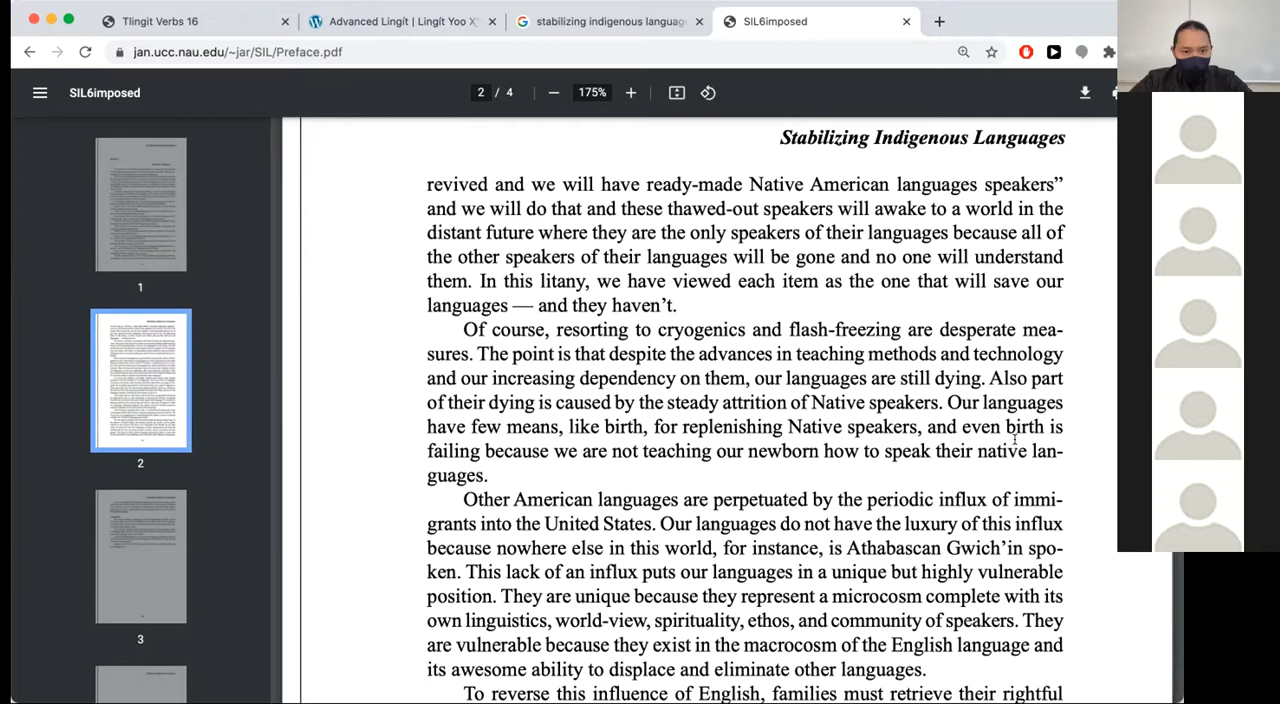 Tlingit Verbs 16
Advanced Lingít | Lingít Yoo X̱
stabilizing indigenous languag
SIL6imposed
jan.ucc.nau.edu/~jar/SIL/Preface.pdf
SIL6imposed
2 / 4
175%
1
2
3
Stabilizing Indigenous Languages
revived and we will have ready-made Native American languages speakers”
and we will do that and these thawed-out speakers will awake to a world in the
distant future where they are the only speakers of their languages because all of
the other speakers of their languages will be gone and no one will understand
them. In this litany, we have viewed each item as the one that will save our
languages — and they haven’t.
Of course, resorting to cryogenics and flash-freezing are desperate mea-
sures. The point is that despite the advances in teaching methods and technology
and our increasing dependency on them, our languages are still dying. Also part
of their dying is caused by the steady attrition of Native speakers. Our languages
have few means, like birth, for replenishing Native speakers, and even birth is
failing because we are not teaching our newborn how to speak their native lan-
guages.
Other American languages are perpetuated by the periodic influx of immi-
grants into the United States. Our languages do not have the luxury of this influx
because nowhere else in this world, for instance, is Athabascan Gwich’in spo-
ken. This lack of an influx puts our languages in a unique but highly vulnerable
position. They are unique because they represent a microcosm complete with its
own linguistics, world-view, spirituality, ethos, and community of speakers. They
are vulnerable because they exist in the macrocosm of the English language and
its awesome ability to displace and eliminate other languages.
To reverse this influence of English, families must retrieve their rightful